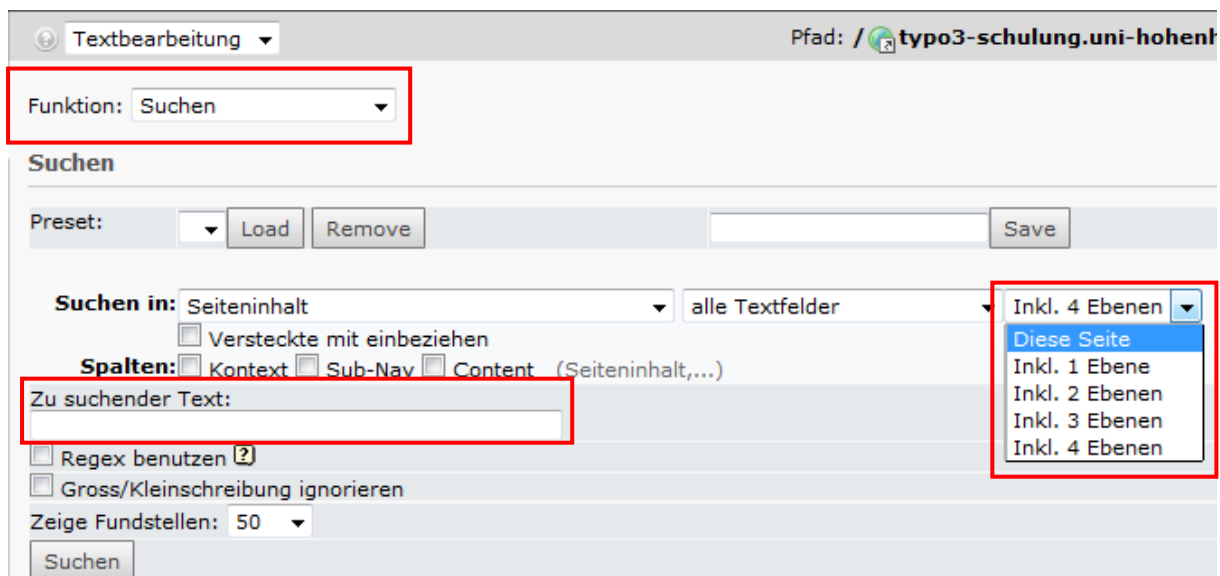 Textbearbeitung Pfad: / typo3-schulung.uni-hohenh
Funktion: Suchen
Suchen
Preset: Load Remove Save
Suchen in: Seiteninhalt alle Textfelder Inkl. 4 Ebenen
Versteckte mit einbeziehen Diese Seite
Spalten: Kontext Sub-Nav Content (Seiteninhalt,...) Inkl. 1 Ebene
Zu suchender Text: Inkl. 2 Ebenen
Inkl. 3 Ebenen
Regex benutzen ? Inkl. 4 Ebenen
Gross/Kleinschreibung ignorieren
Zeige Fundstellen: 50
Suchen